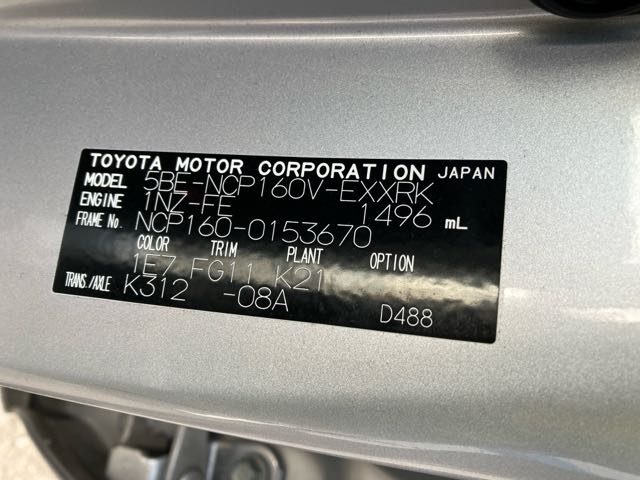 TOYOTA MOTOR CORPORATION JAPAN
MODEL 5BE-NCP160V-EXXRK
ENGINE 1NZ-FE 1496 mL
FRAME No. NCP160-0153670
COLOR TRIM PLANT OPTION
1E7 FG11 K21
TRANS./AXLE K312 -08A
D488